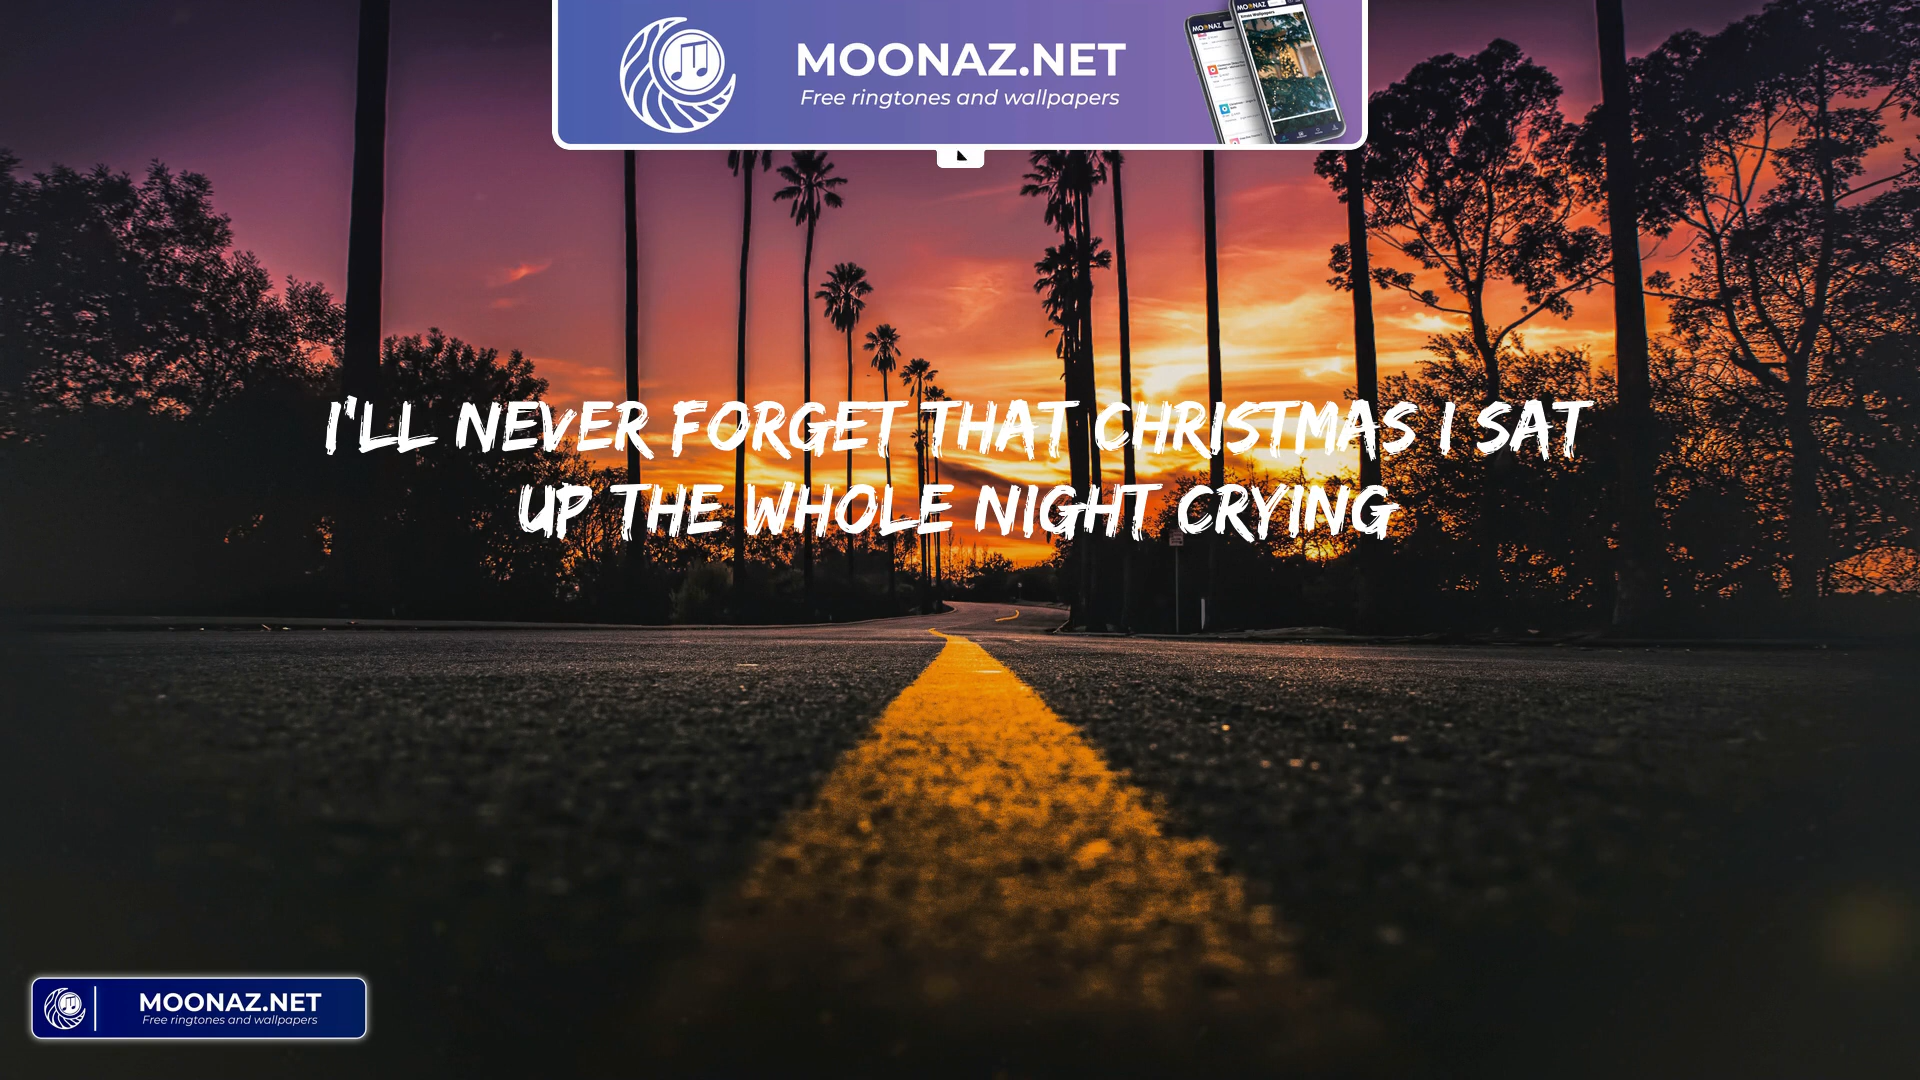 MOONAZ.NET
Free ringtones and wallpapers
I'LL NEVER FORGET THAT CHRISTMAS I SAT
UP THE WHOLE NIGHT CRYING
MOONAZ.NET
Free ringtones and wallpapers